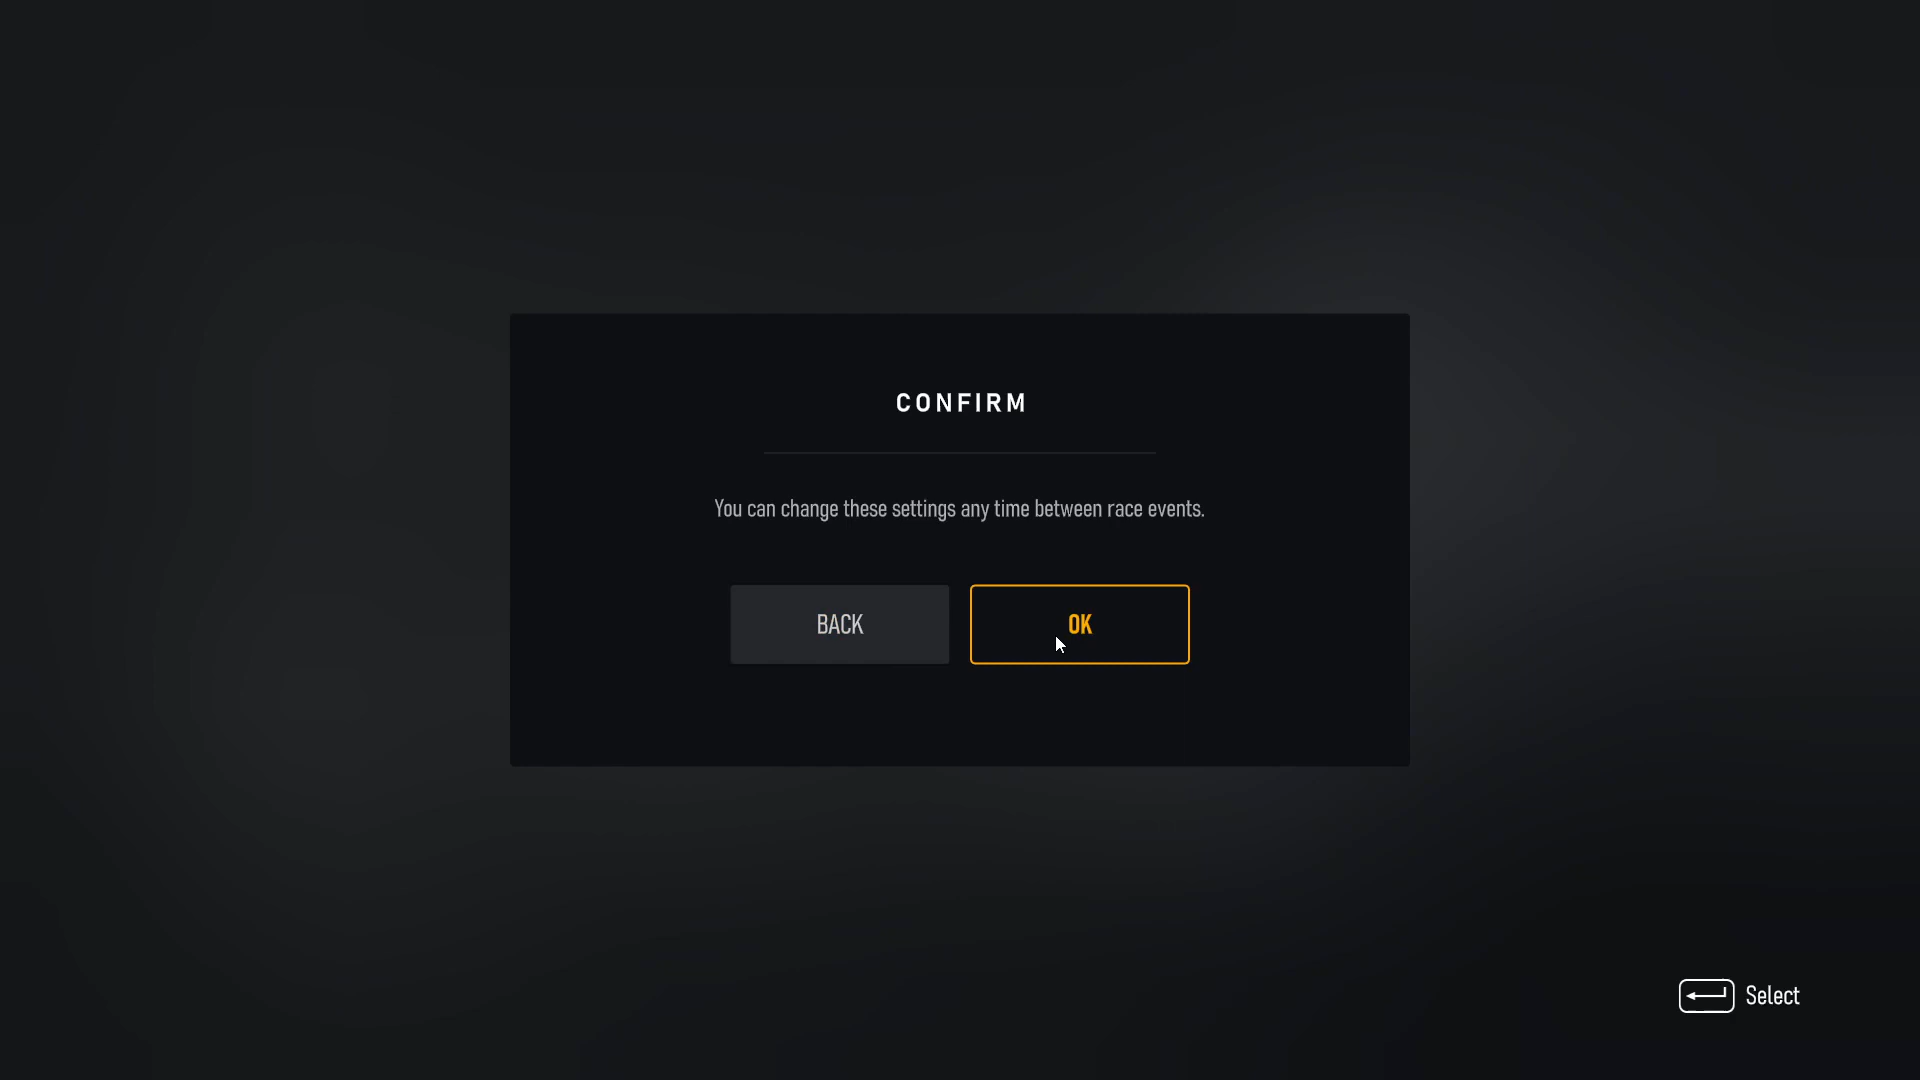 CONFIRM
You can change these settings any time between race events.
BACK
OK
Select